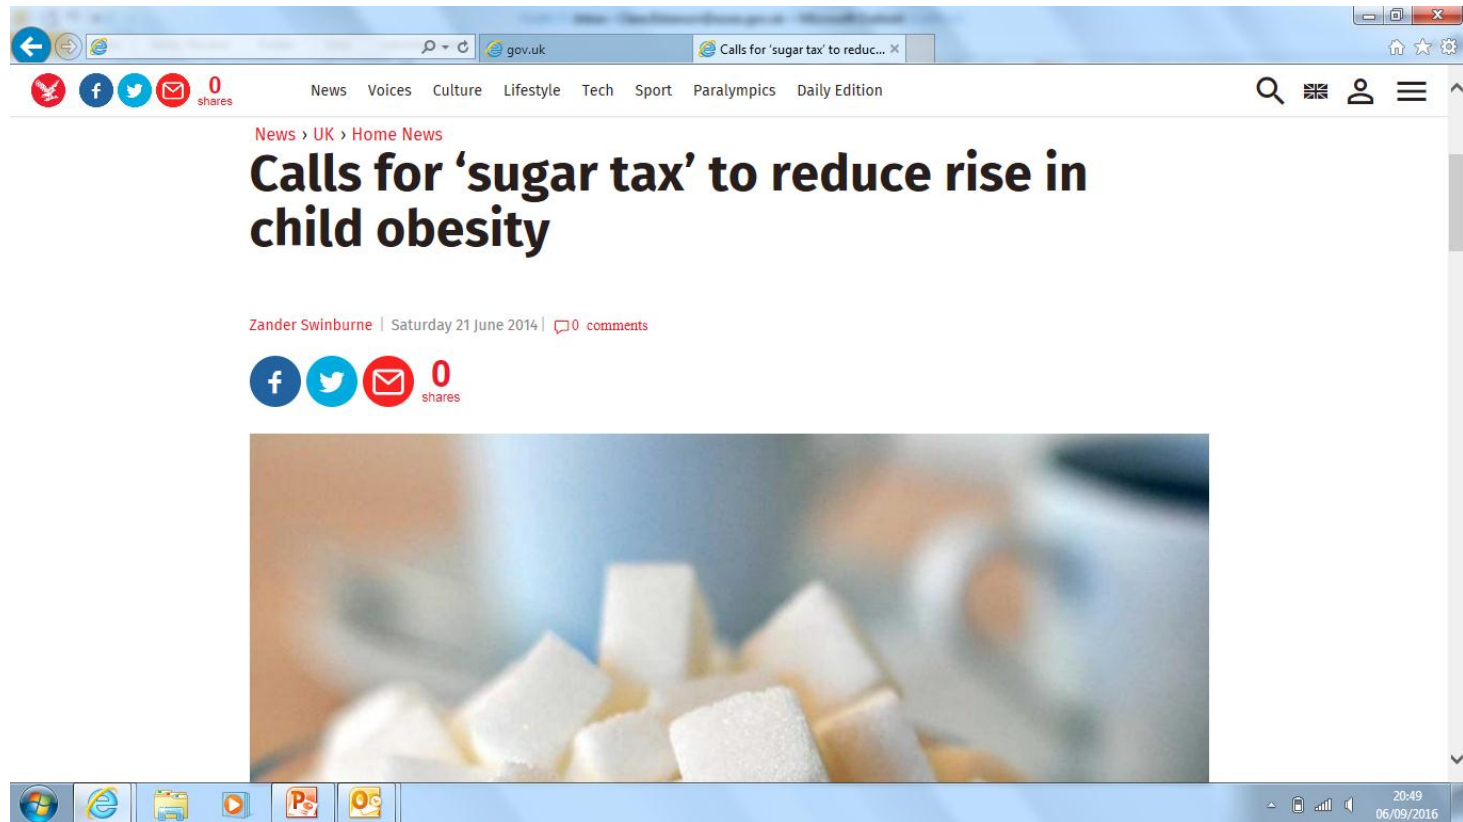 gov.uk
Calls for 'sugar tax' to reduc...
0
shares
News Voices Culture Lifestyle Tech Sport Paralympics Daily Edition
News › UK › Home News
Calls for ‘sugar tax’ to reduce rise in
child obesity
Zander Swinburne | Saturday 21 June 2014 | 0 comments
0
shares
20:49
06/09/2016